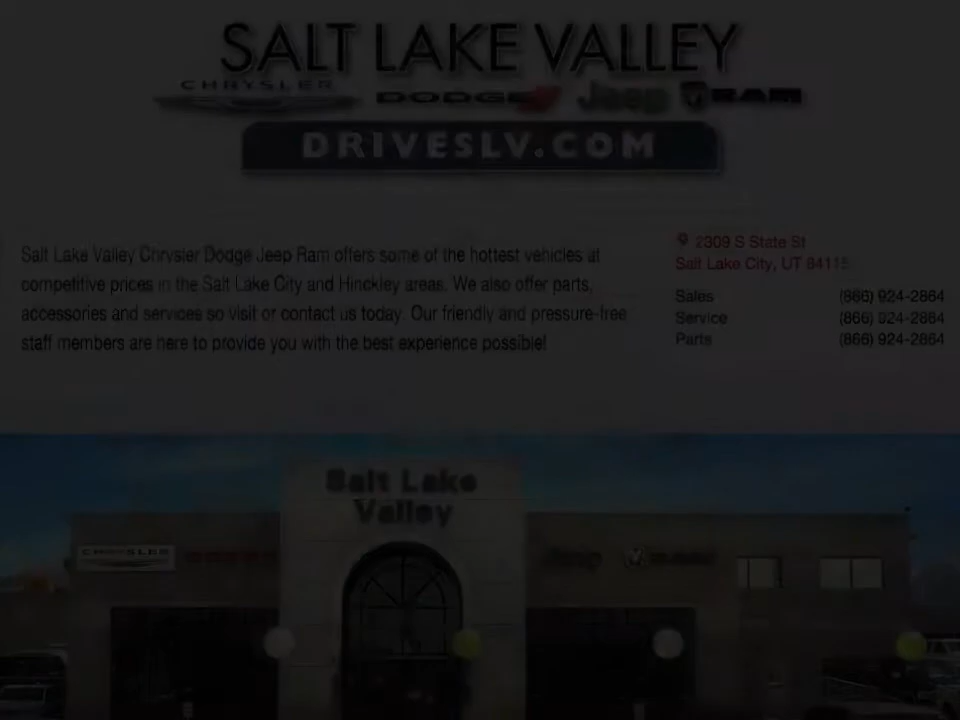 SALT LAKE VALLEY
CHRYSLER DODGE Jeep RAM
DRIVESLV.COM
Salt Lake Valley Chrysler Dodge Jeep Ram offers some of the hottest vehicles at
competitive prices in the Salt Lake City and Hinckley areas. We also offer parts,
accessories and services so visit or contact us today. Our friendly and pressure-free
staff members are here to provide you with the best experience possible!
2309 S State St
Salt Lake City, UT 84115
Sales (866) 924-2864
Service (866) 924-2864
Parts (866) 924-2864
Salt Lake
Valley
CHRYSLER Jeep